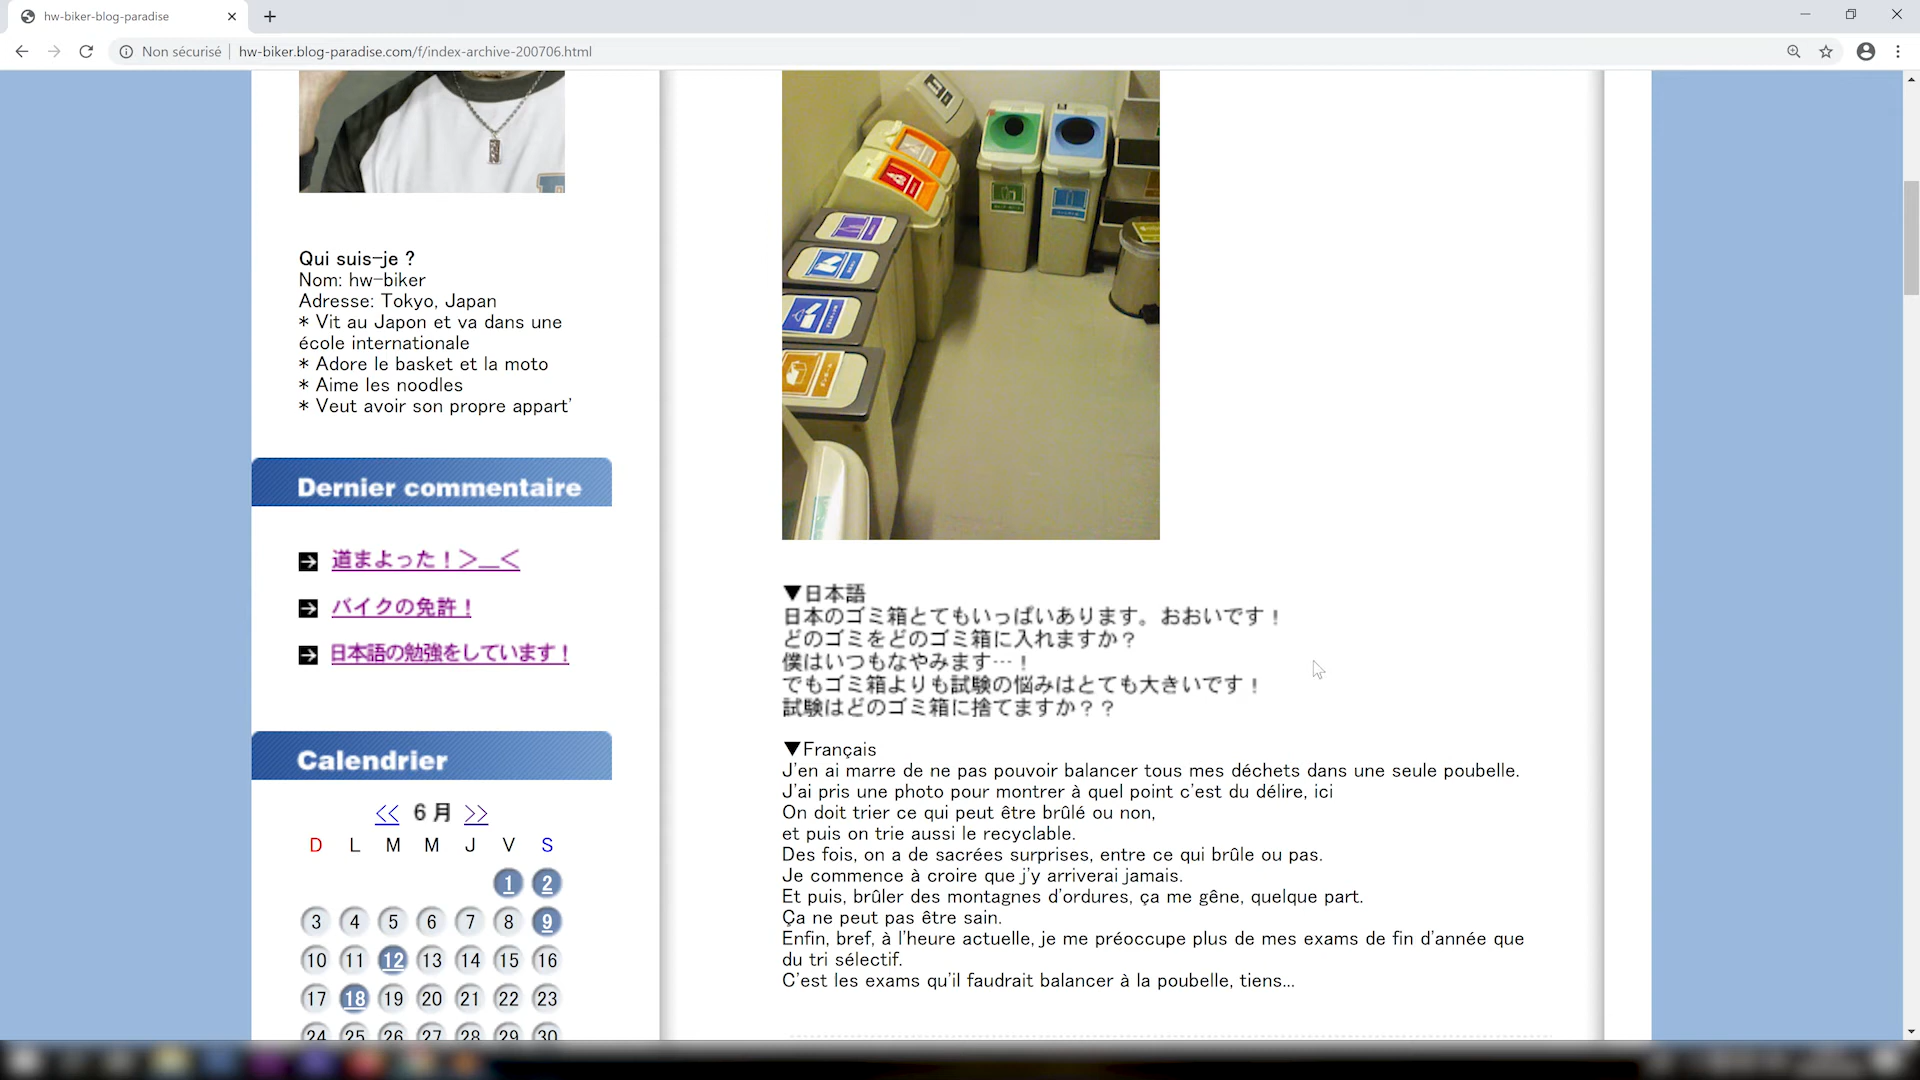 hw-biker-blog-paradise
Non sécurisé
hw-biker.blog-paradise.com/f/index-archive-200706.html
Qui suis-je ?
Nom: hw-biker
Adresse: Tokyo, Japan
* Vit au Japon et va dans une
école internationale
* Adore le basket et la moto
* Aime les noodles
* Veut avoir son propre appart'
Dernier commentaire
道まよった！＞＿＜
バイクの免許！
日本語の勉強をしています！
Calendrier
<< 6月 >>
D L M M J V S
1 2
3 4 5 6 7 8 9
10 11 12 13 14 15 16
17 18 19 20 21 22 23
24 25 26 27 28 29 30
▼日本語
日本のゴミ箱とてもいっぱいあります。おおいです！
どのゴミをどのゴミ箱に入れますか？
僕はいつもなやみます…！
でもゴミ箱よりも試験の悩みはとても大きいです！
試験はどのゴミ箱に捨てますか？？
▼Français
J'en ai marre de ne pas pouvoir balancer tous mes déchets dans une seule poubelle.
J'ai pris une photo pour montrer à quel point c'est du délire, ici
On doit trier ce qui peut être brûlé ou non,
et puis on trie aussi le recyclable.
Des fois, on a de sacrées surprises, entre ce qui brûle ou pas.
Je commence à croire que j'y arriverai jamais.
Et puis, brûler des montagnes d'ordures, ça me gêne, quelque part.
Ça ne peut pas être sain.
Enfin, bref, à l'heure actuelle, je me préoccupe plus de mes exams de fin d'année que
du tri sélectif.
C'est les exams qu'il faudrait balancer à la poubelle, tiens...